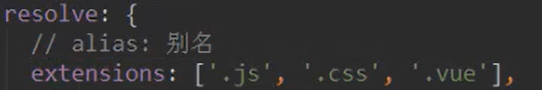 resolve: {
// alias: 别名
extensions: ['.js', '.css', '.vue'],